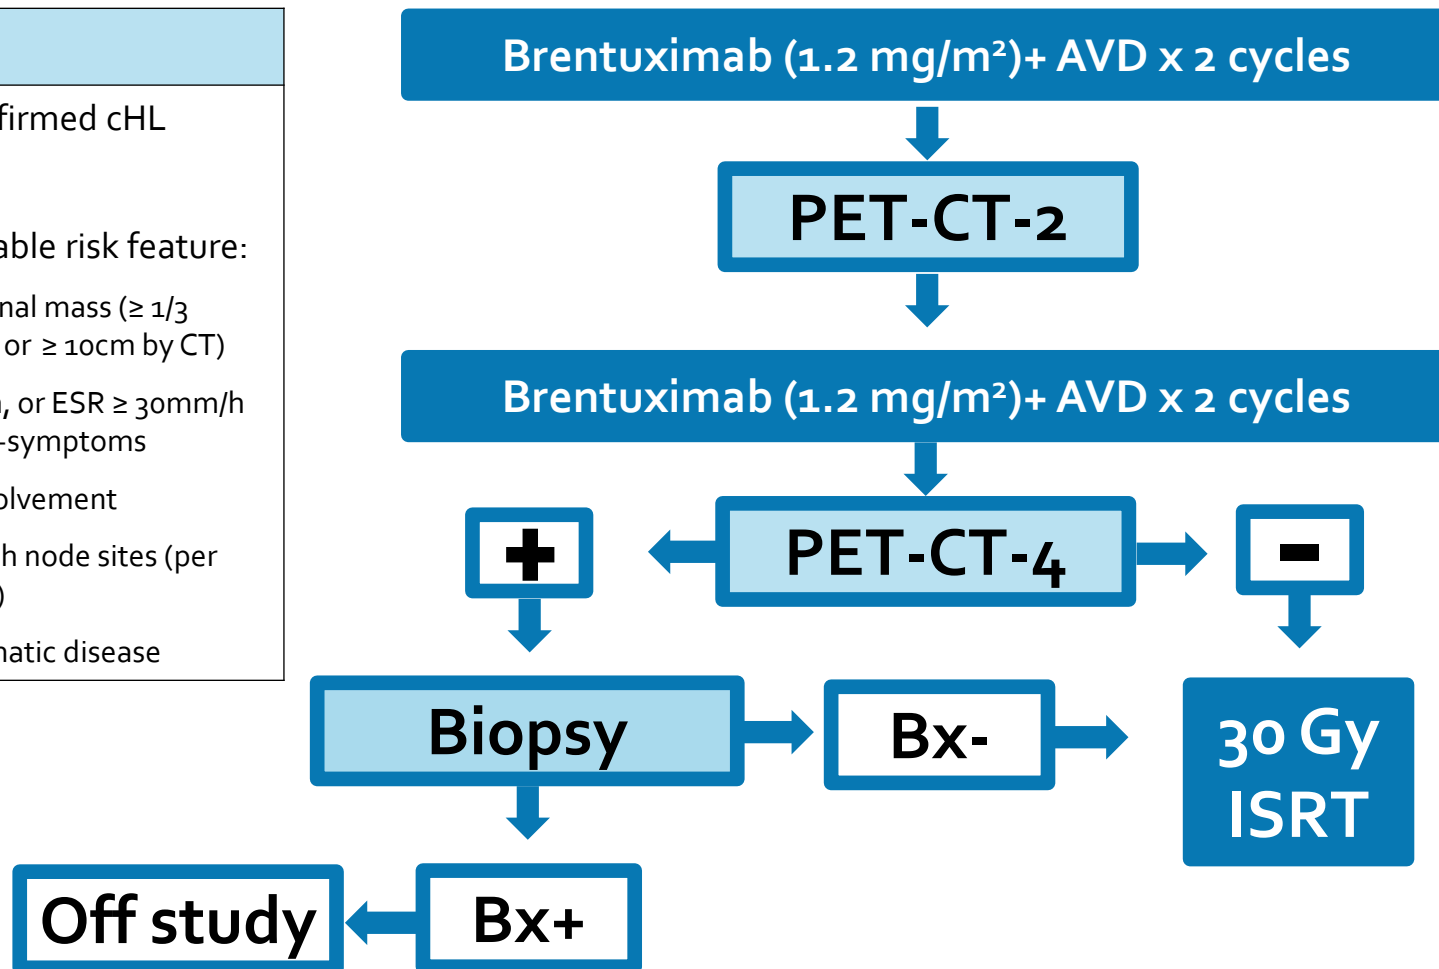 firmed cHL
able risk feature:
nal mass (≥ 1/3
or ≥ 10cm by CT)
, or ESR ≥ 30mm/h
-symptoms
olvement
h node sites (per
)
natic disease
Brentuximab (1.2 mg/m²)+ AVD x 2 cycles
PET-CT-2
Brentuximab (1.2 mg/m²)+ AVD x 2 cycles
+
PET-CT-4
-
Biopsy
Bx-
30 Gy
ISRT
Off study
Bx+